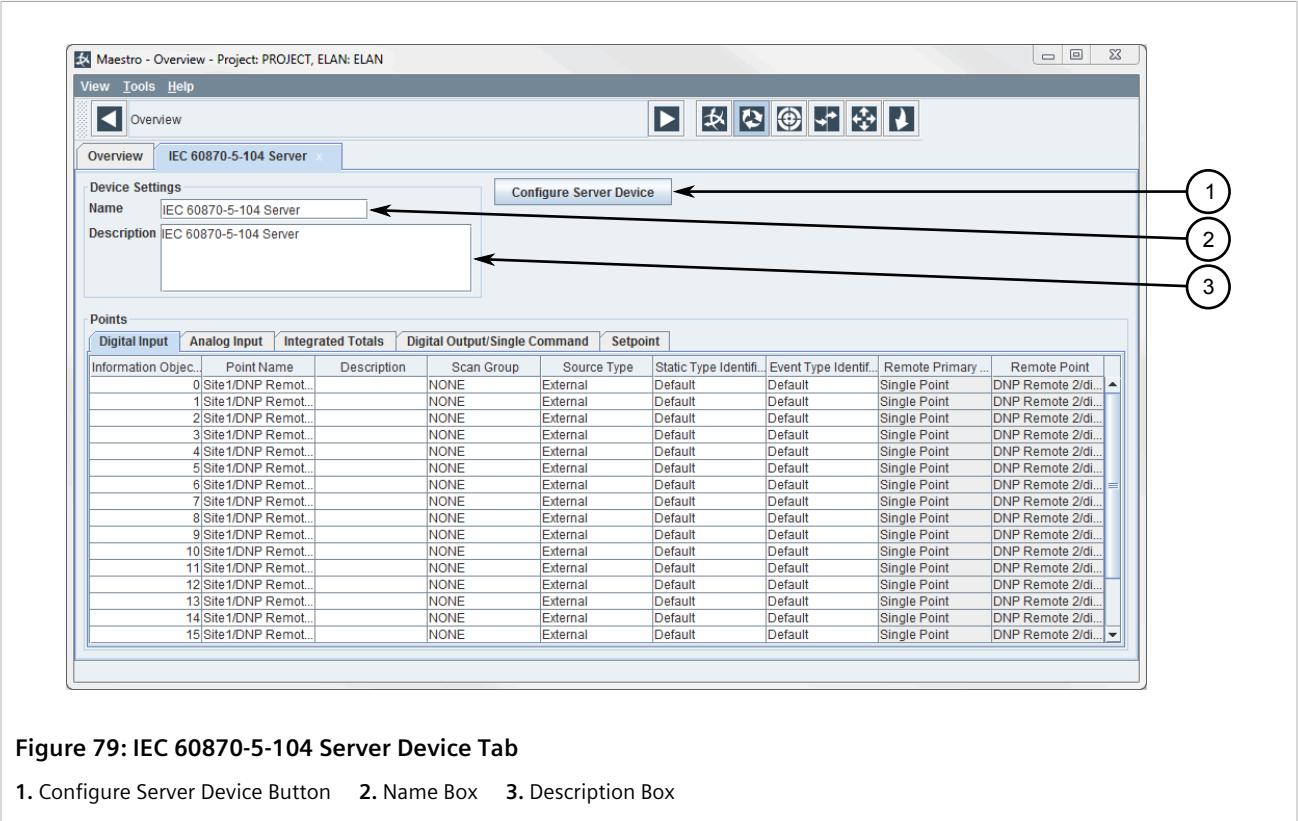 Maestro - Overview - Project: PROJECT, ELAN: ELAN
View Tools Help
Overview
Overview IEC 60870-5-104 Server x
Device Settings
Configure Server Device
1
Name IEC 60870-5-104 Server
2
Description IEC 60870-5-104 Server
3
Points
Digital Input Analog Input Integrated Totals Digital Output/Single Command Setpoint
Information Objec... Point Name Description Scan Group Source Type Static Type Identifi... Event Type Identif... Remote Primary ... Remote Point
0 Site1/DNP Remot... NONE External Default Default Single Point DNP Remote 2/di...
1 Site1/DNP Remot... NONE External Default Default Single Point DNP Remote 2/di...
2 Site1/DNP Remot... NONE External Default Default Single Point DNP Remote 2/di...
3 Site1/DNP Remot... NONE External Default Default Single Point DNP Remote 2/di...
4 Site1/DNP Remot... NONE External Default Default Single Point DNP Remote 2/di...
5 Site1/DNP Remot... NONE External Default Default Single Point DNP Remote 2/di...
6 Site1/DNP Remot... NONE External Default Default Single Point DNP Remote 2/di...
7 Site1/DNP Remot... NONE External Default Default Single Point DNP Remote 2/di...
8 Site1/DNP Remot... NONE External Default Default Single Point DNP Remote 2/di...
9 Site1/DNP Remot... NONE External Default Default Single Point DNP Remote 2/di...
10 Site1/DNP Remot... NONE External Default Default Single Point DNP Remote 2/di...
11 Site1/DNP Remot... NONE External Default Default Single Point DNP Remote 2/di...
12 Site1/DNP Remot... NONE External Default Default Single Point DNP Remote 2/di...
13 Site1/DNP Remot... NONE External Default Default Single Point DNP Remote 2/di...
14 Site1/DNP Remot... NONE External Default Default Single Point DNP Remote 2/di...
15 Site1/DNP Remot... NONE External Default Default Single Point DNP Remote 2/di...
Figure 79: IEC 60870-5-104 Server Device Tab
1. Configure Server Device Button 2. Name Box 3. Description Box